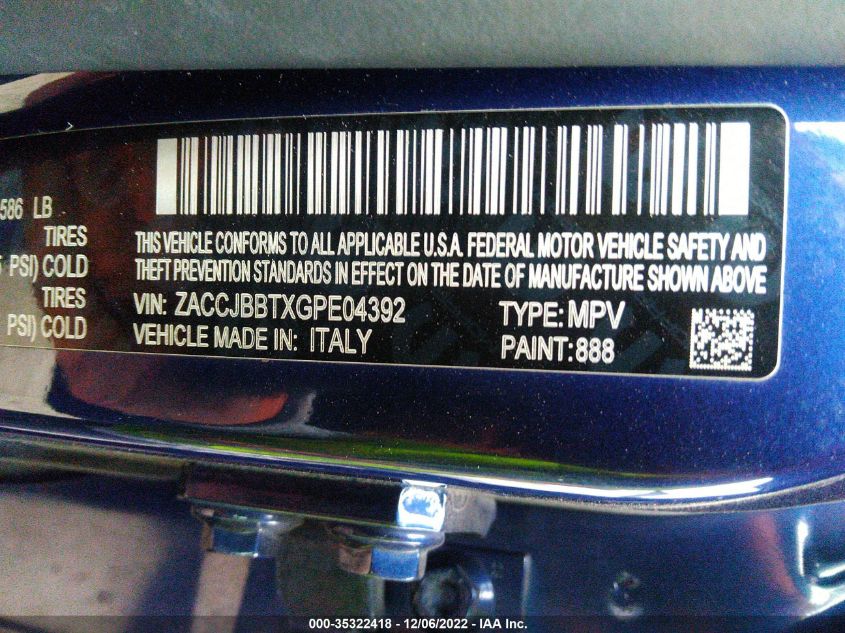 586 LB
TIRES
PSI) COLD
TIRES
PSI) COLD
THIS VEHICLE CONFORMS TO ALL APPLICABLE U.S.A. FEDERAL MOTOR VEHICLE SAFETY AND
THEFT PREVENTION STANDARDS IN EFFECT ON THE DATE OF MANUFACTURE SHOWN ABOVE
VIN: ZACCJBBTXGPE04392 TYPE: MPV
VEHICLE MADE IN: ITALY PAINT: 888
000-35322418 - 12/06/2022 - IAA Inc.